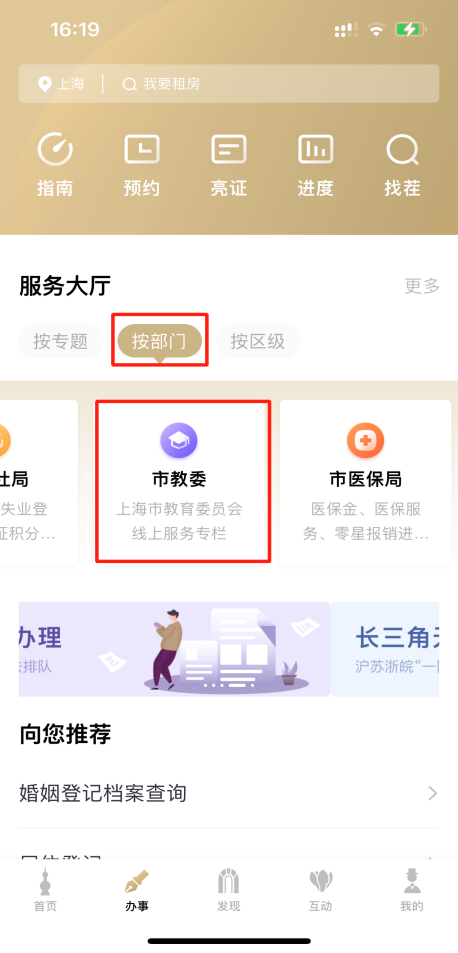 16:19
上海
我要租房
指南 预约 亮证 进度 找茬
服务大厅 更多
按专题 按部门 按区级
社局 市教委 市医保局
失业登 上海市教育委员会 医保金、医保服
证积分... 线上服务专栏 务、零星报销进...
办理 长三角
排队 沪苏浙皖“一
向您推荐
婚姻登记档案查询
首页 办事 发现 互动 我的